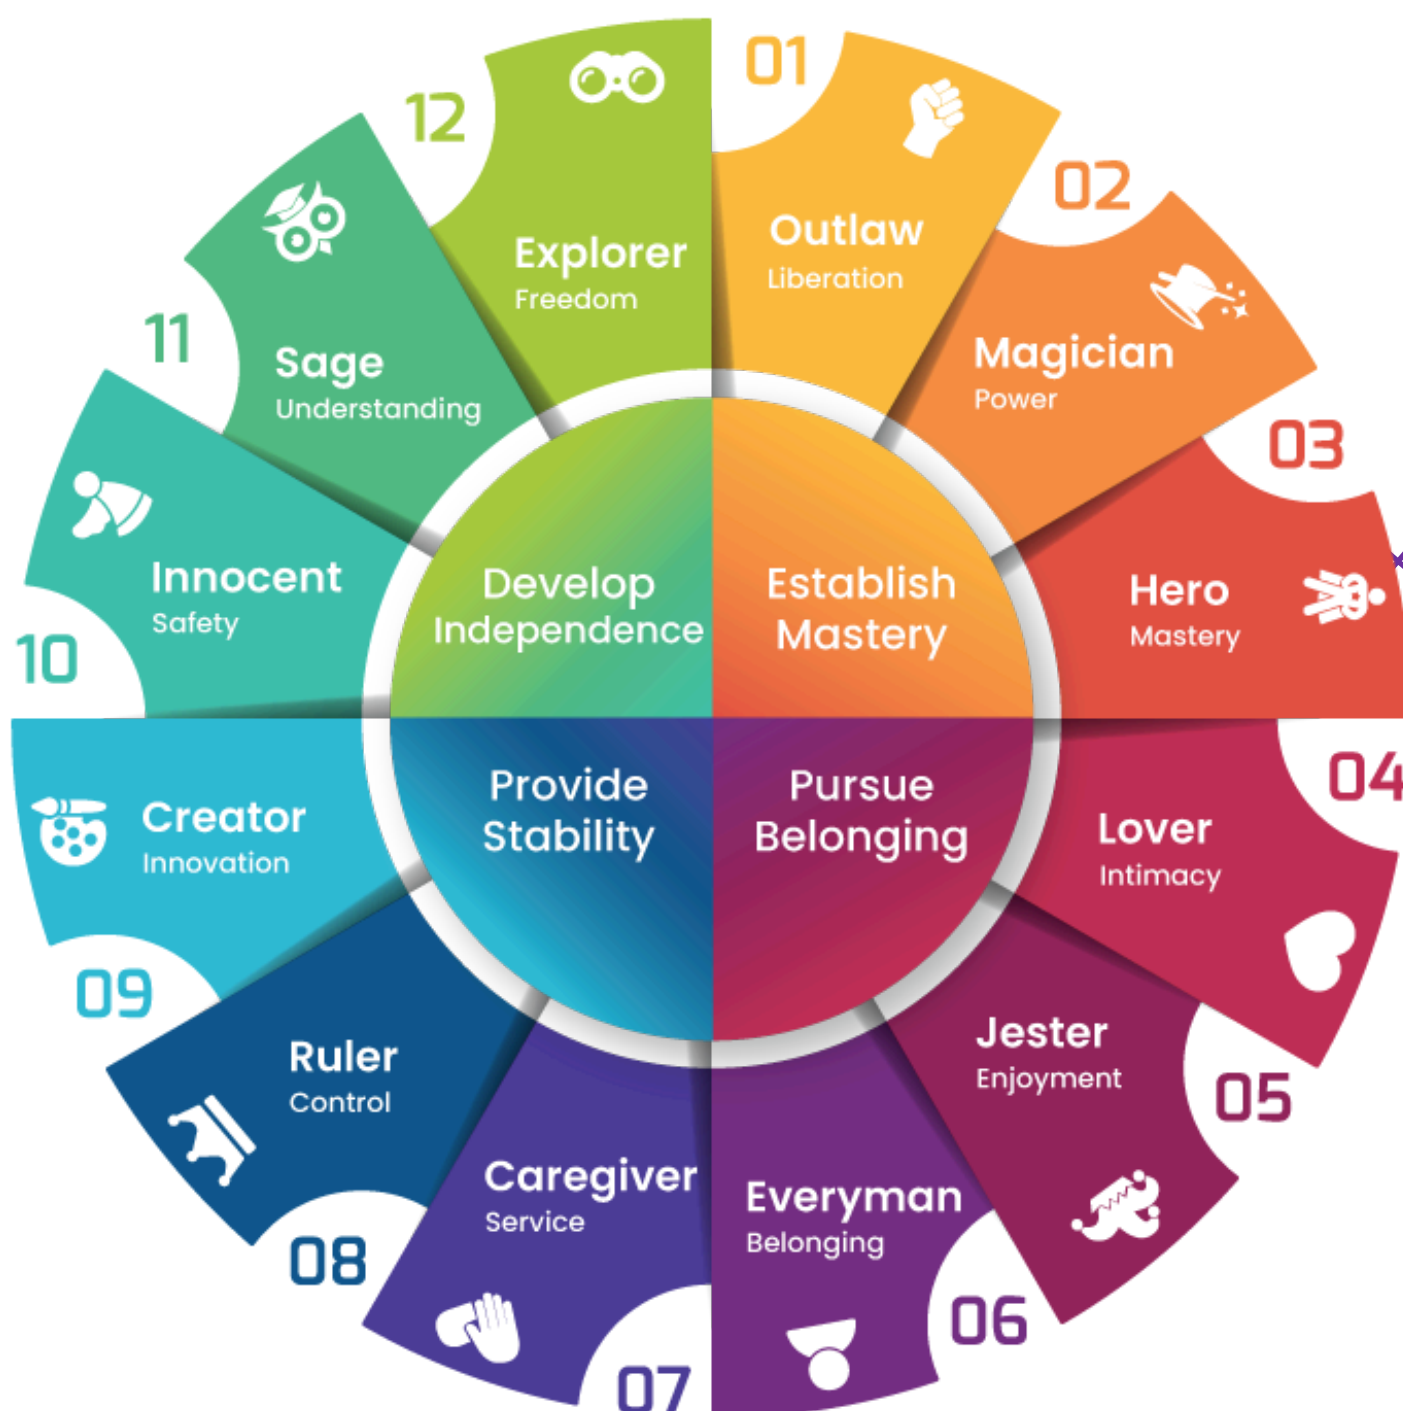 01
Outlaw
Liberation
02
Magician
Power
03
Hero
Mastery
04
Lover
Intimacy
05
Jester
Enjoyment
06
Everyman
Belonging
07
Caregiver
Service
08
Ruler
Control
09
Creator
Innovation
10
Innocent
Safety
11
Sage
Understanding
12
Explorer
Freedom
Develop
Independence
Establish
Mastery
Provide
Stability
Pursue
Belonging